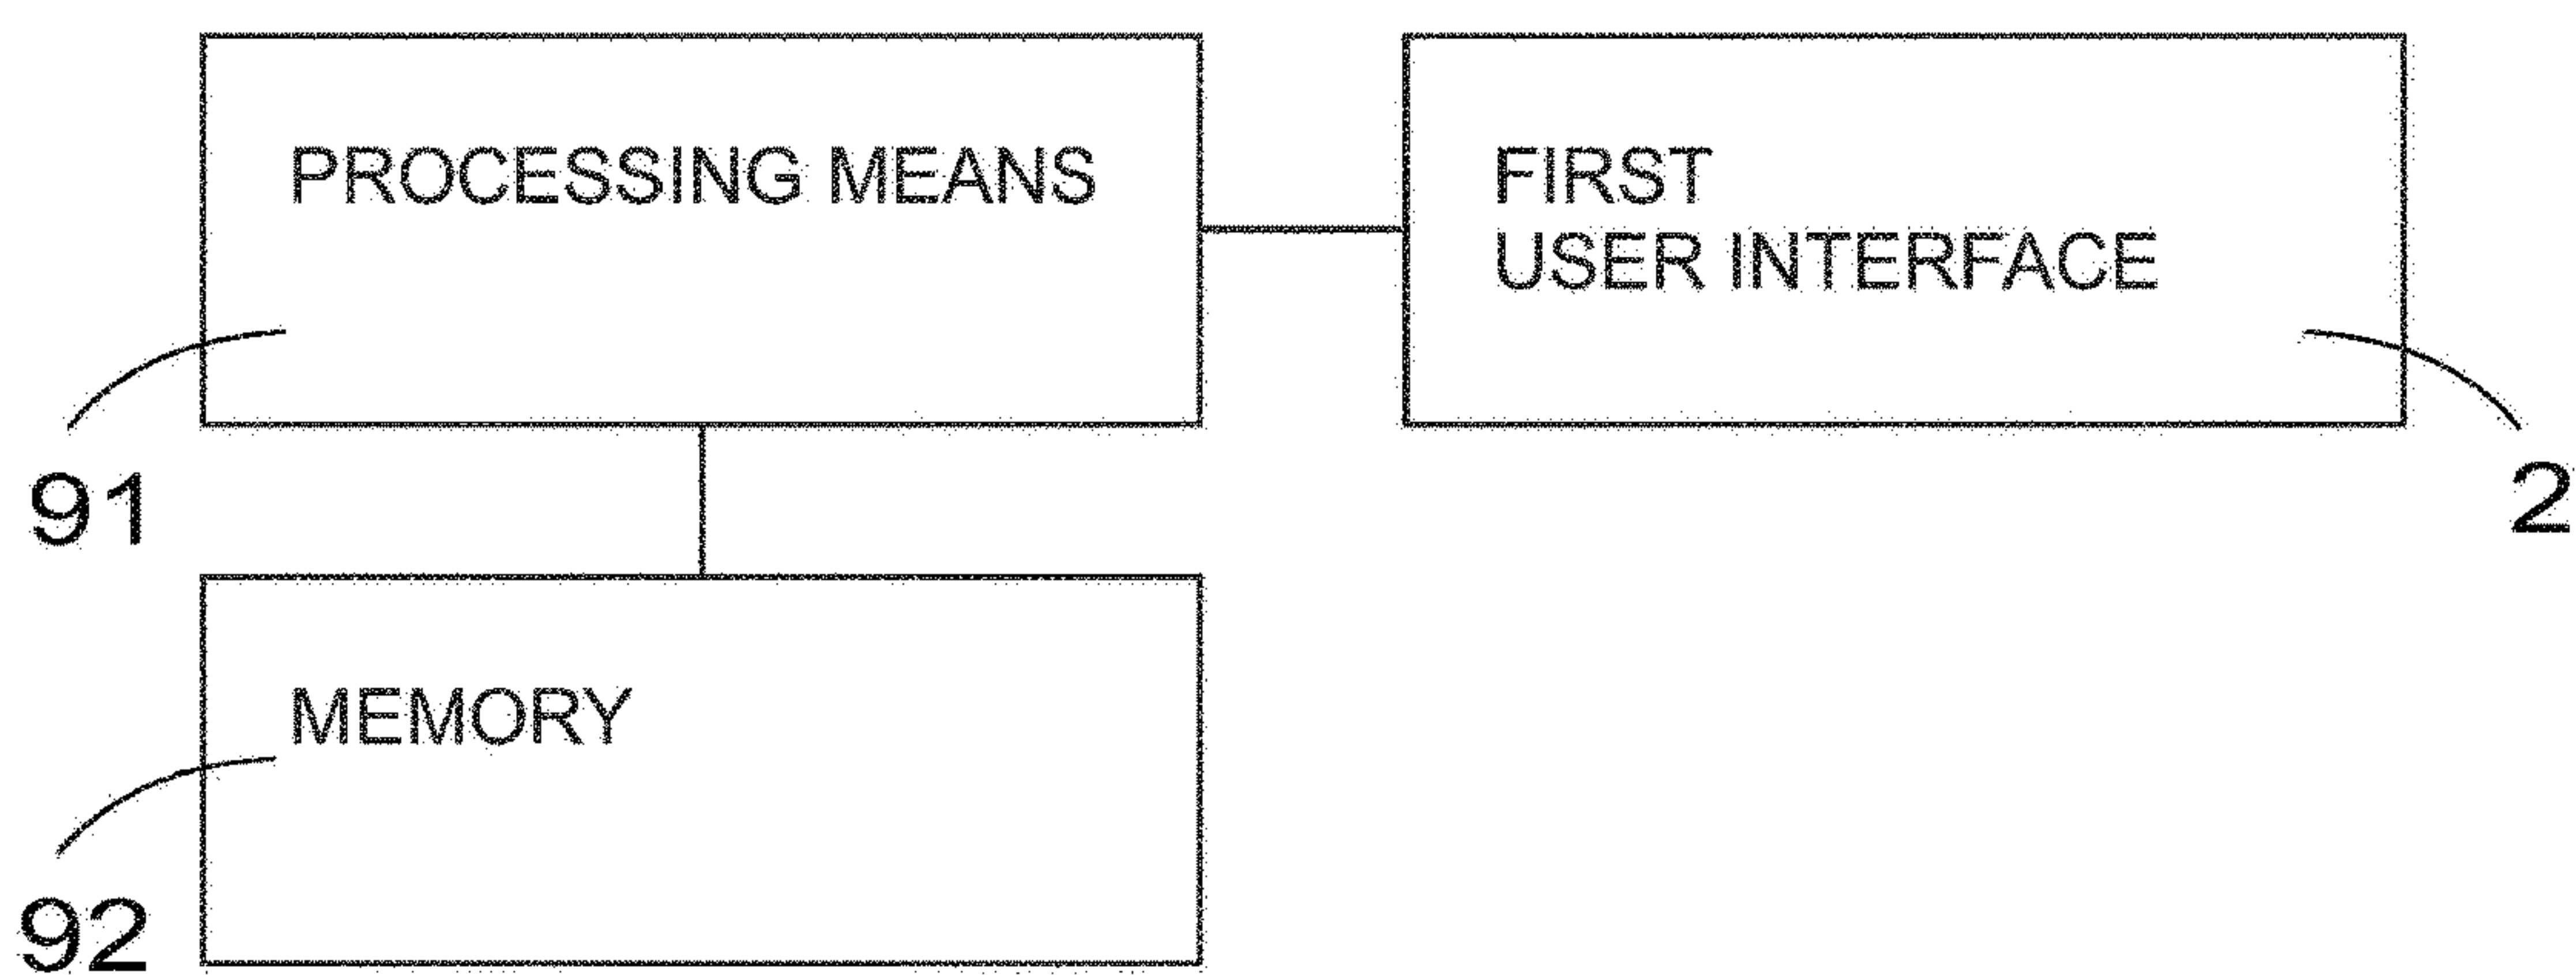 PROCESSING MEANS
FIRST
USER INTERFACE
91
2
MEMORY
92